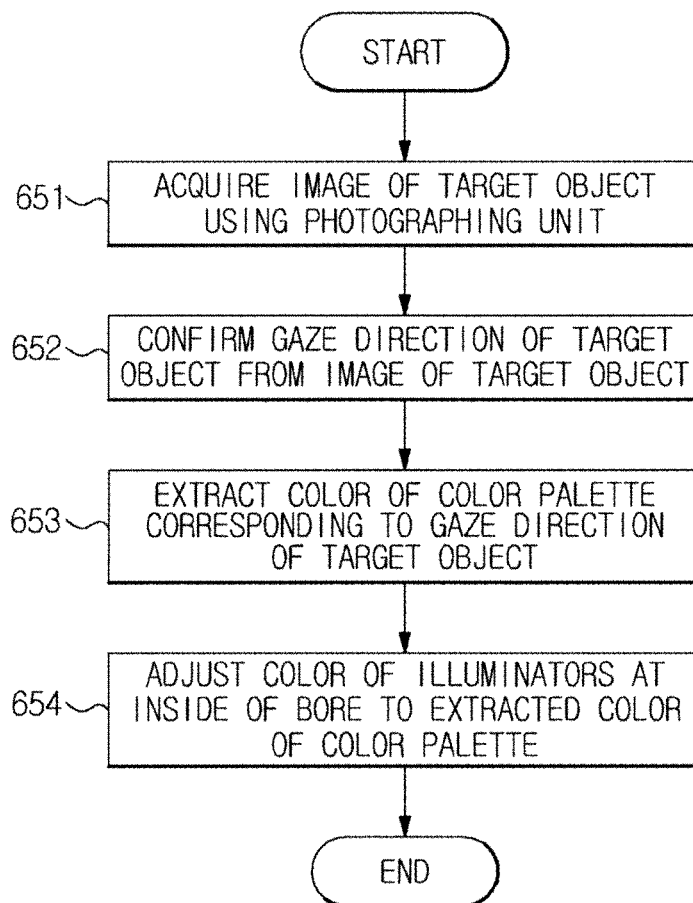 START
651
ACQUIRE IMAGE OF TARGET OBJECT
USING PHOTOGRAPHING UNIT
652
CONFIRM GAZE DIRECTION OF TARGET
OBJECT FROM IMAGE OF TARGET OBJECT
653
EXTRACT COLOR OF COLOR PALETTE
CORRESPONDING TO GAZE DIRECTION
OF TARGET OBJECT
654
ADJUST COLOR OF ILLUMINATORS AT
INSIDE OF BORE TO EXTRACTED COLOR
OF COLOR PALETTE
END